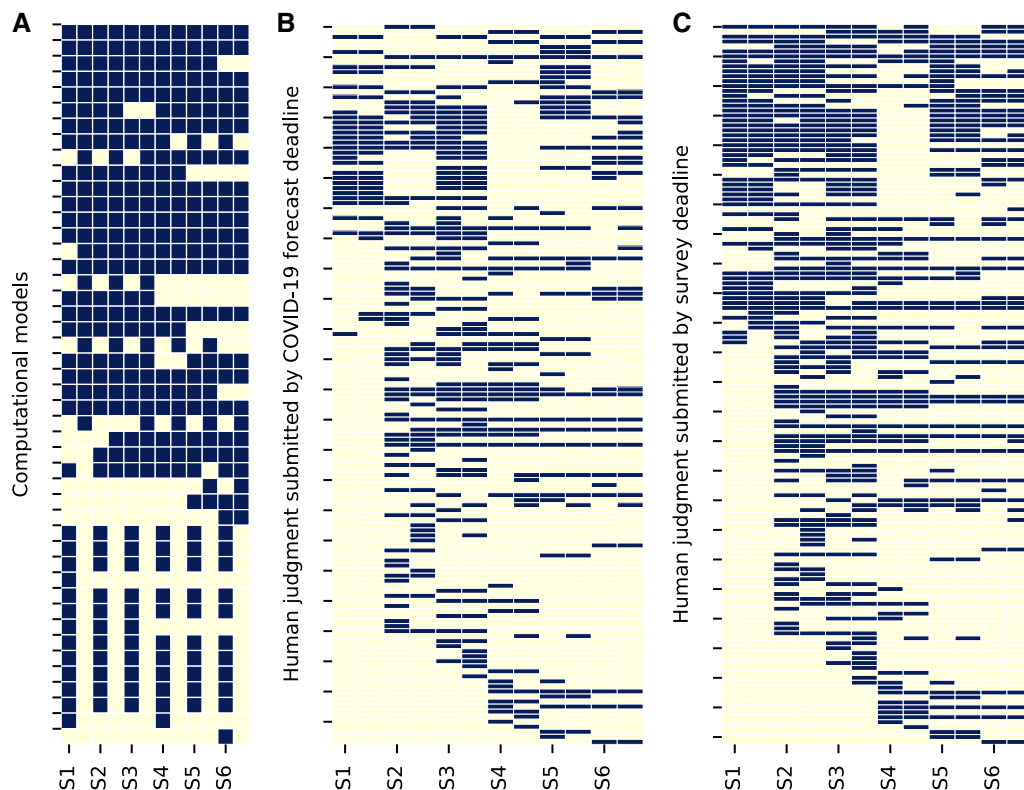 A
B
C
Computational models
Human judgment submitted by COVID-19 forecast deadline
Human judgment submitted by survey deadline
S1 S2 S3 S4 S5 S6
S1 S2 S3 S4 S5 S6
S1 S2 S3 S4 S5 S6